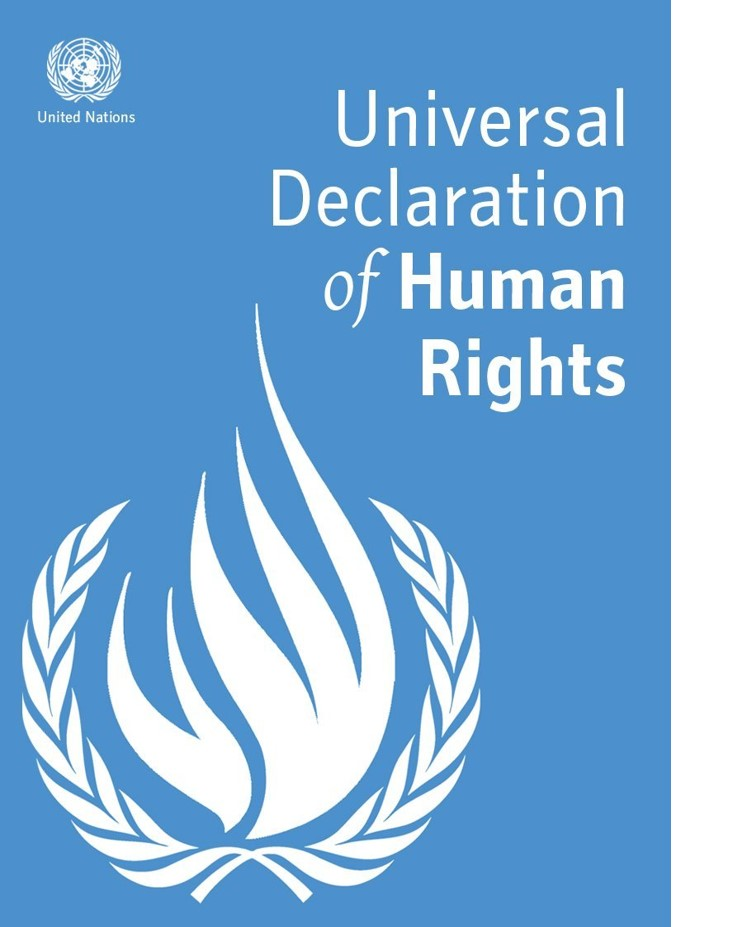 United Nations
Universal
Declaration
of Human
Rights